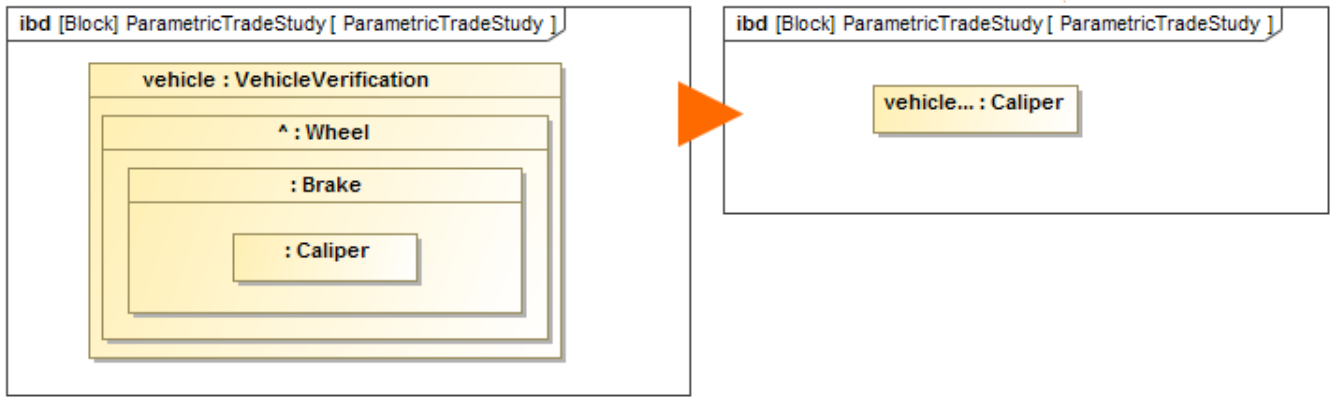 ibd [Block] ParametricTradeStudy [ ParametricTradeStudy ]
vehicle : VehicleVerification
^ : Wheel
: Brake
: Caliper
ibd [Block] ParametricTradeStudy [ ParametricTradeStudy ]
vehicle... : Caliper